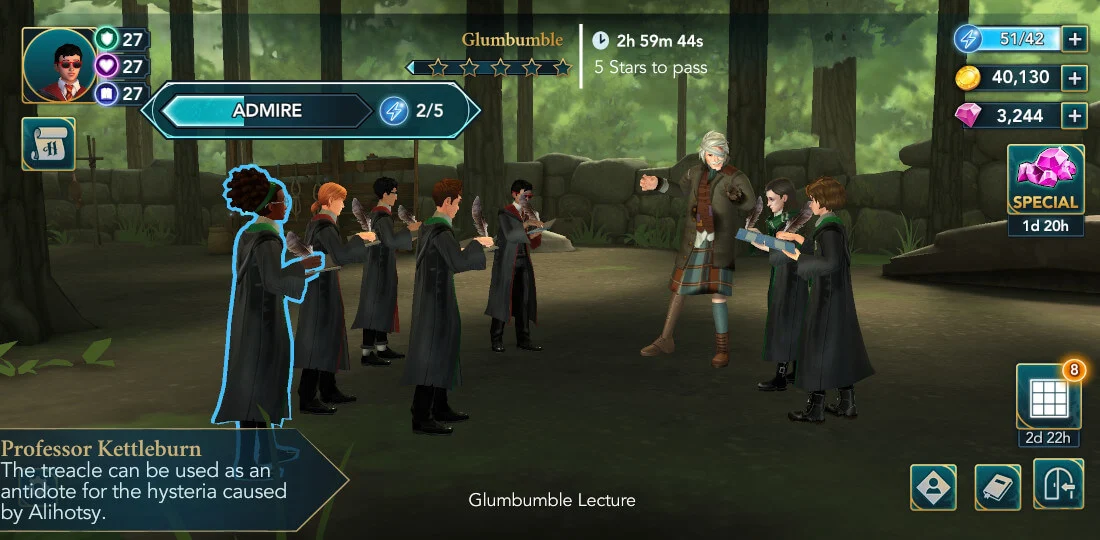 27
27
27
Glumbumble
2h 59m 44s
5 Stars to pass
51/42
40,130
3,244
ADMIRE
2/5
SPECIAL
1d 20h
8
2d 22h
Professor Kettleburn
The treacle can be used as an
antidote for the hysteria caused
by Alihotsy.
Glumbumble Lecture